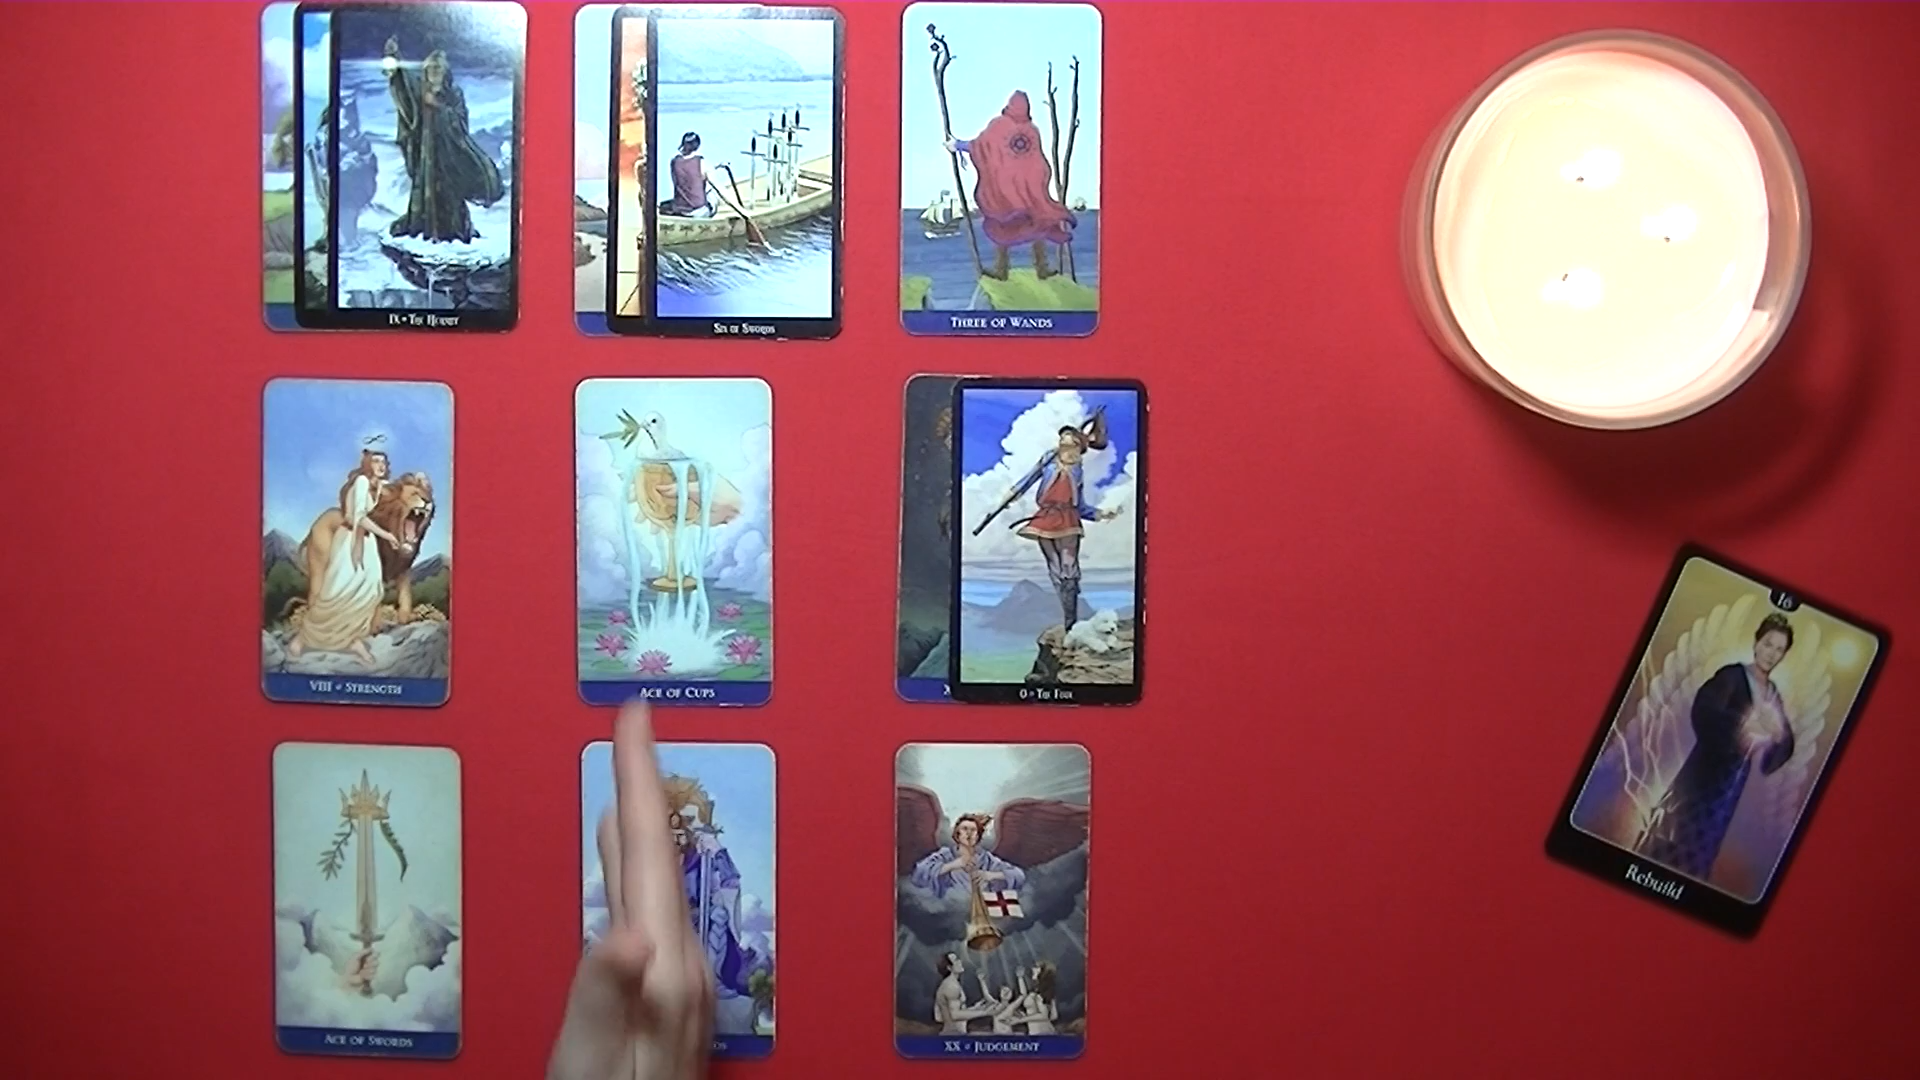 IX • The Hermit
Six of Swords
Three of Wands
VIII • Strength
Ace of Cups
0 • The Fool
16
Rebuild
Ace of Swords
XX • Judgement